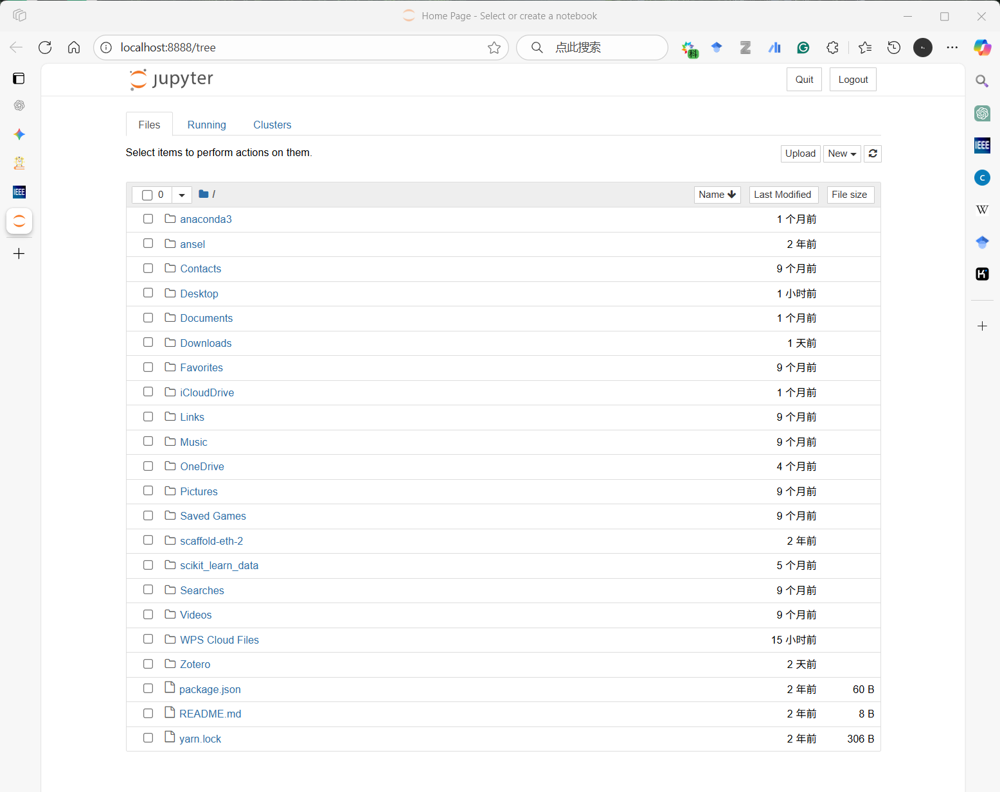 Home Page - Select or create a notebook
localhost:8888/tree
点此搜索
科
jupyter
Quit
Logout
IEEE
IEEE
C
W
K
Files
Running
Clusters
Select items to perform actions on them.
Upload
New
0
/
Name
Last Modified
File size
anaconda3 1 个月前
ansel 2 年前
Contacts 9 个月前
Desktop 1 小时前
Documents 1 个月前
Downloads 1 天前
Favorites 9 个月前
iCloudDrive 1 个月前
Links 9 个月前
Music 9 个月前
OneDrive 4 个月前
Pictures 9 个月前
Saved Games 9 个月前
scaffold-eth-2 2 年前
scikit_learn_data 5 个月前
Searches 9 个月前
Videos 9 个月前
WPS Cloud Files 15 小时前
Zotero 2 天前
package.json 2 年前 60 B
README.md 2 年前 8 B
yarn.lock 2 年前 306 B